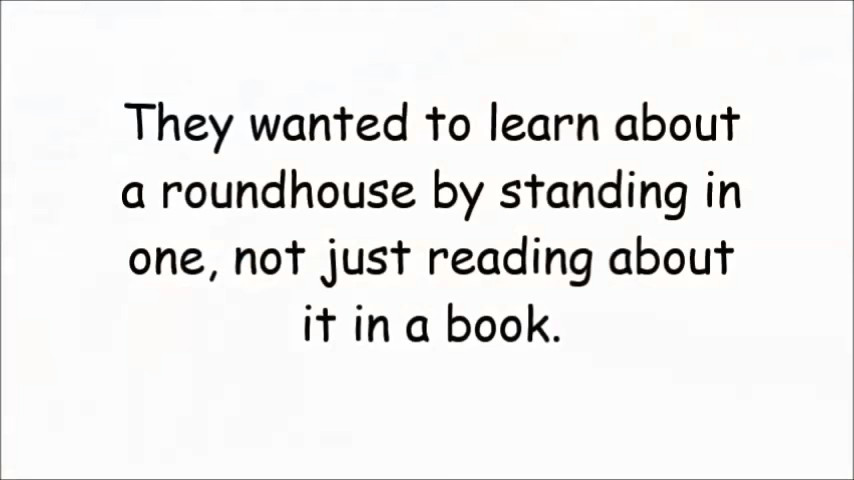 They wanted to learn about
a roundhouse by standing in
one, not just reading about
it in a book.